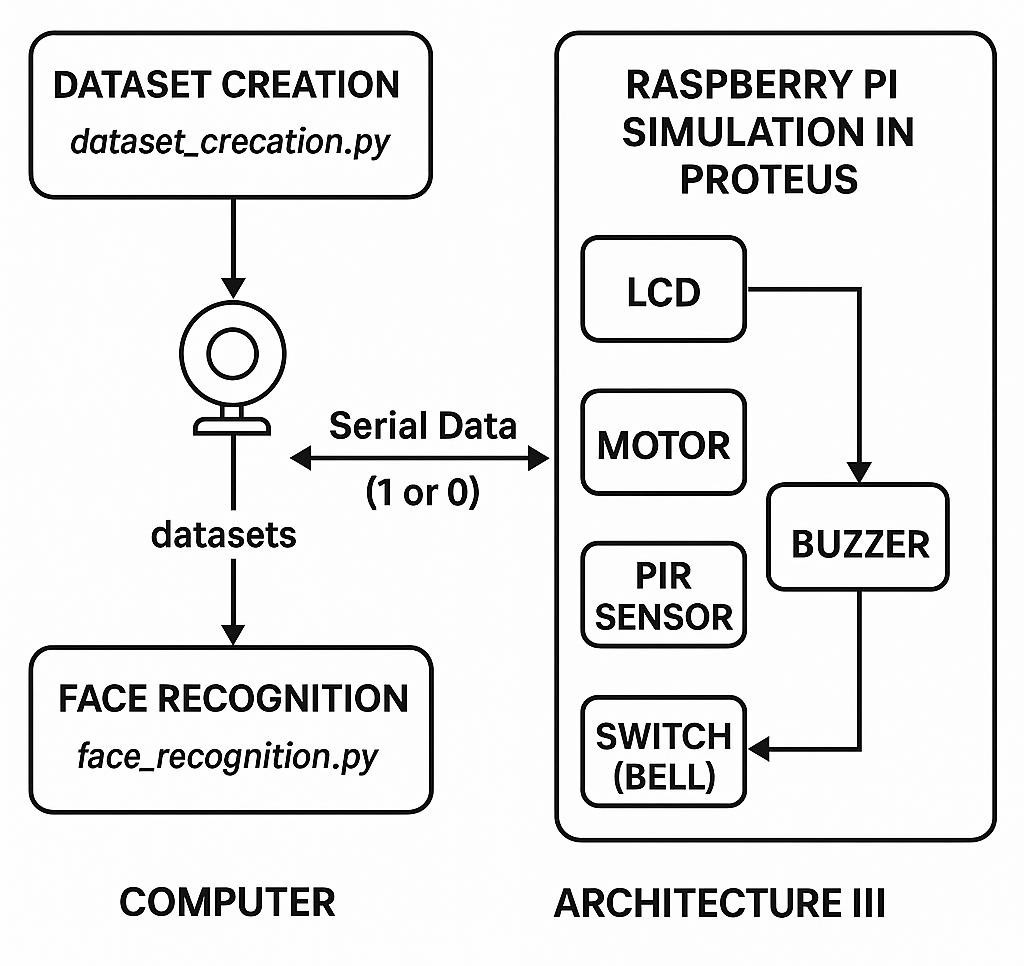 DATASET CREATION
dataset_crecation.py
Serial Data
(1 or 0)
datasets
FACE RECOGNITION
face_recognition.py
COMPUTER
RASPBERRY PI
SIMULATION IN
PROTEUS
LCD
MOTOR
BUZZER
PIR
SENSOR
SWITCH
(BELL)
ARCHITECTURE III